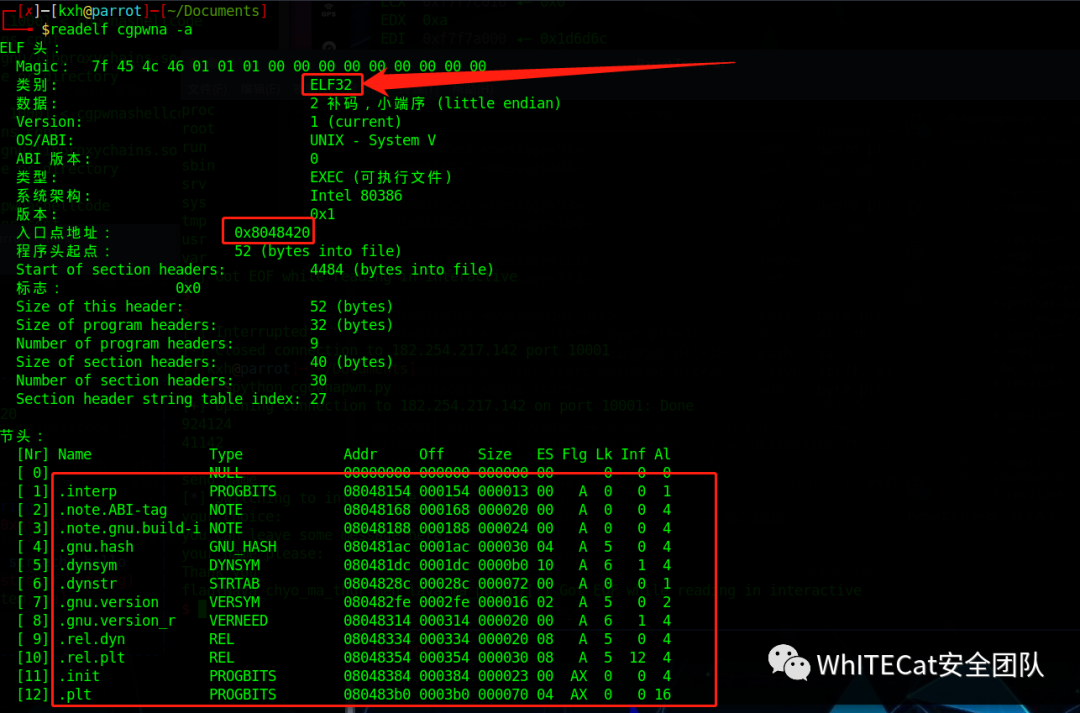 [✗]─[kxh@parrot]─[~/Documents]
$readelf cgpwna -a
ELF 头：
Magic： 7f 45 4c 46 01 01 01 00 00 00 00 00 00 00 00 00
类别: ELF32
数据: 2 补码，小端序 (little endian)
Version: 1 (current)
OS/ABI: UNIX - System V
ABI 版本: 0
类型: EXEC (可执行文件)
系统架构: Intel 80386
版本: 0x1
入口点地址： 0x8048420
程序头起点： 52 (bytes into file)
Start of section headers: 4484 (bytes into file)
标志： 0x0
Size of this header: 52 (bytes)
Size of program headers: 32 (bytes)
Number of program headers: 9
Size of section headers: 40 (bytes)
Number of section headers: 30
Section header string table index: 27
节头：
[Nr] Name Type Addr Off Size ES Flg Lk Inf Al
[ 0] NULL 00000000 000000 000000 00 0 0 0
[ 1] .interp PROGBITS 08048154 000154 000013 00 A 0 0 1
[ 2] .note.ABI-tag NOTE 08048168 000168 000020 00 A 0 0 4
[ 3] .note.gnu.build-i NOTE 08048188 000188 000024 00 A 0 0 4
[ 4] .gnu.hash GNU_HASH 080481ac 0001ac 000030 04 A 5 0 4
[ 5] .dynsym DYNSYM 080481dc 0001dc 0000b0 10 A 6 1 4
[ 6] .dynstr STRTAB 0804828c 00028c 000072 00 A 0 0 1
[ 7] .gnu.version VERSYM 080482fe 0002fe 000016 02 A 5 0 2
[ 8] .gnu.version_r VERNEED 08048314 000314 000020 00 A 6 1 4
[ 9] .rel.dyn REL 08048334 000334 000020 08 A 5 0 4
[10] .rel.plt REL 08048354 000354 000030 08 A 5 12 4
[11] .init PROGBITS 08048384 000384 000023 00 AX 0 0 4
[12] .plt PROGBITS 080483b0 0003b0 000070 04 AX 0 0 16
WhITECat安全团队